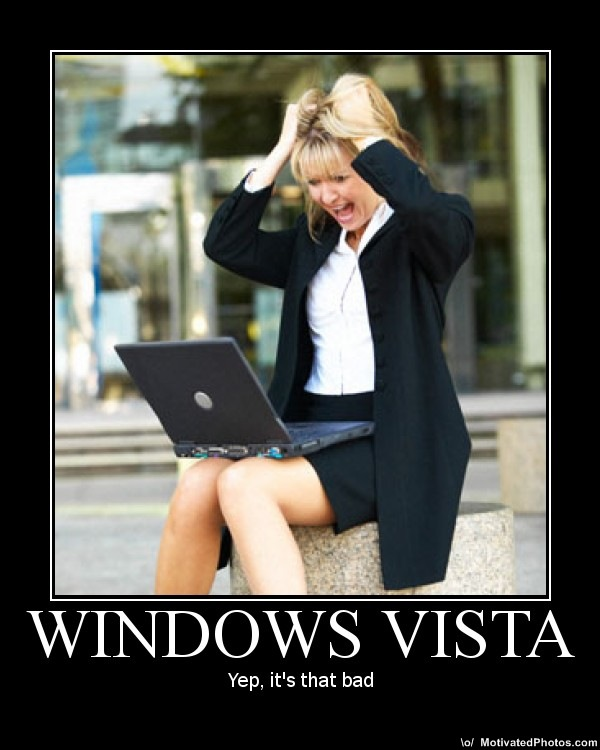 WINDOWS VISTA
Yep, it's that bad
\o/ MotivatedPhotos.com